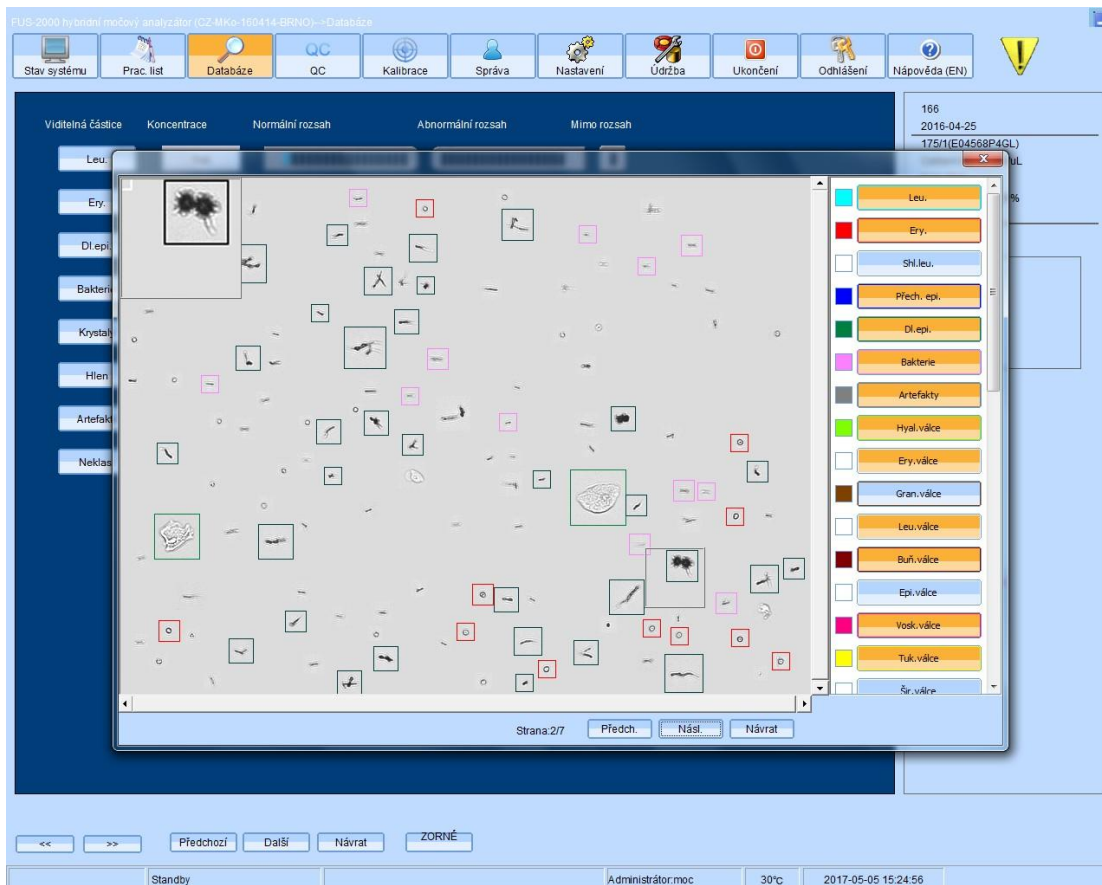 FUS-2000 hybridní močový analyzátor (CZ-MKo-160414-BRNO)-->Databáze
QC
Stav systému Prac. list Databáze QC Kalibrace Správa Nastavení Údržba Ukončení Odhlášení Nápověda (EN)
166
2016-04-25
175/1(E04568P4GL)
uL
%
Viditelná částice Koncentrace Normální rozsah Abnormální rozsah Mimo rozsah
Leu.
Ery.
Dl.epi.
Bakterie
Krystaly
Hlen
Artefak
Neklas
Leu.
Ery.
Shl.leu.
Přech. epi.
Dl.epi.
Bakterie
Artefakty
Hyal.válce
Ery.válce
Gran.válce
Leu.válce
Buň.válce
Epi.válce
Vosk.válce
Tuk.válce
Šir.válce
Strana:2/7 Předch. Násl. Návrat
<< >> Předchozí Další Návrat ZORNÉ
Standby Administrátor:moc 30°C 2017-05-05 15:24:56